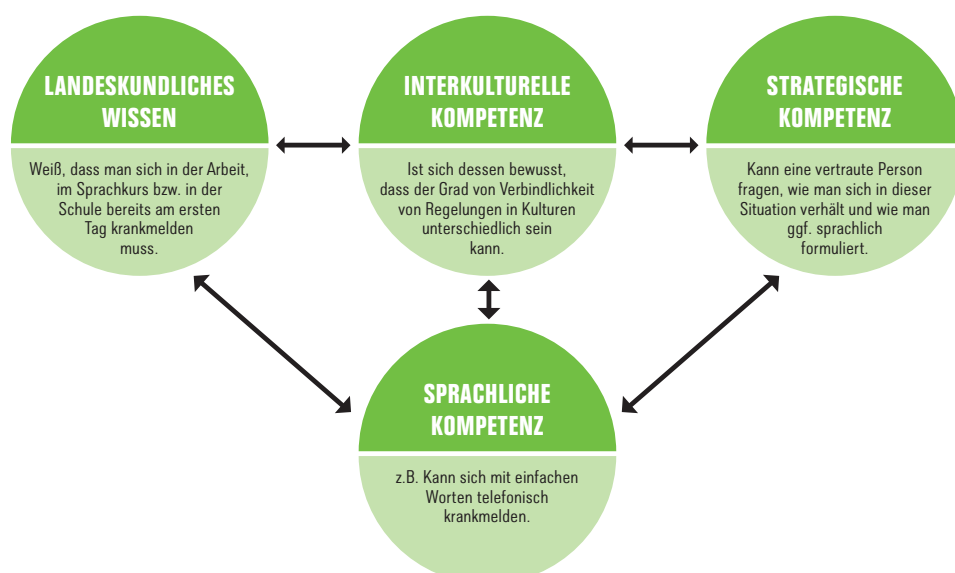 LANDESKUNDLICHES
WISSEN
Weiß, dass man sich in der Arbeit,
im Sprachkurs bzw. in der
Schule bereits am ersten
Tag krankmelden
muss.
INTERKULTURELLE
KOMPETENZ
Ist sich dessen bewusst,
dass der Grad von Verbindlichkeit
von Regelungen in Kulturen
unterschiedlich sein
kann.
STRATEGISCHE
KOMPETENZ
Kann eine vertraute Person
fragen, wie man sich in dieser
Situation verhält und wie man
ggf. sprachlich
formuliert.
SPRACHLICHE
KOMPETENZ
z.B. Kann sich mit einfachen
Worten telefonisch
krankmelden.